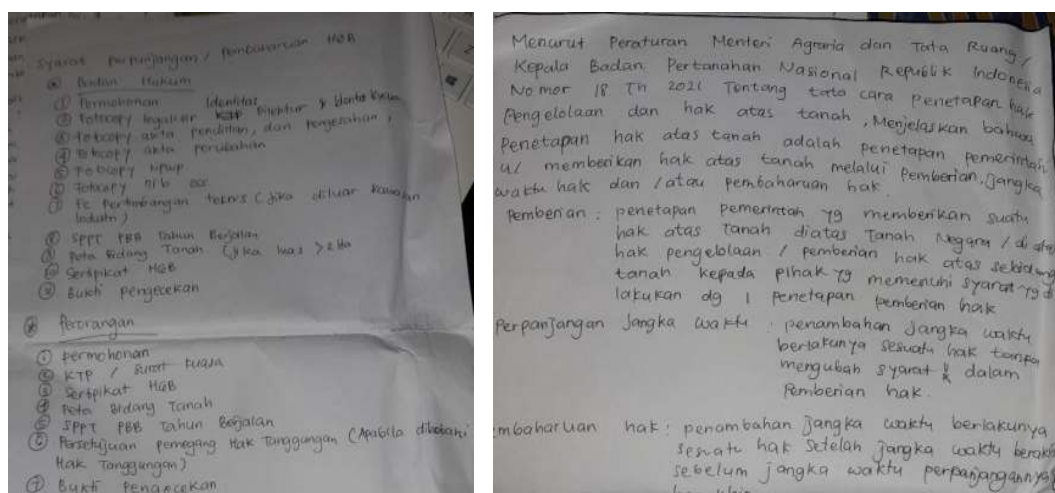 Syarat Perpanjangan / Pembaharuan HGB
Badan Hukum
① Permohonan
② Fotocopy legalisir Identitas KTP Direktur &
③ Fotocopy akta pendirian, dan pengesahan,
④ Fotocopy akta perubahan
⑤ Fotocopy NPWP
⑥ Fotocopy NIB OSS
⑦ Fc Pertimbangan teknis (jika diluar kawasan
Industri)
⑧ SPPT PBB Tahun Berjalan
⑨ Peta Bidang Tanah (jika luas > 2 Ha
⑩ Sertipikat HGB
⑪ Bukti pengecekan
Perorangan
① permohonan
② KTP / Surat Kuasa
③ Sertpikat HGB
④ Peta Bidang Tanah
⑤ SPPT PBB Tahun Berjalan
⑥ Persetujuan pemegang Hak Tanggungan (Apabila dibebani
Hak Tanggungan)
⑦ Bukti Pengecekan
Menurut Peraturan Menteri Agraria dan Tata Ruang /
Kepala Badan Pertanahan Nasional Republik Indonesia
Nomor 18 Th 2021 Tentang tata cara Penetapan hak
Pengelolaan dan hak atas tanah, Menjelaskan bahwa
Penetapan hak atas tanah adalah penetapan pemerintah
u/ memberikan hak atas tanah melalui Pemberian, Jangka
waktu hak dan /atau pembaharuan hak.
Pemberian : penetapan pemerintah yg memberikan suatu
hak atas tanah diatas Tanah Negara / di atas
hak pengelolaan / pemberian hak atas sebidang
tanah kepada pihak yg memenuhi syarat yg di
lakukan dg 1 penetapan pemberian hak
Perpanjangan Jangka waktu : penambahan Jangka waktu
berlakunya sesuatu hak tanpa
mengubah syarat dalam
Pemberian hak.
mbaharuan hak : penambahan Jangka waktu berlakunya
sesuatu hak setelah Jangka waktu berakh
sebelum jangka waktu perpanjangannya